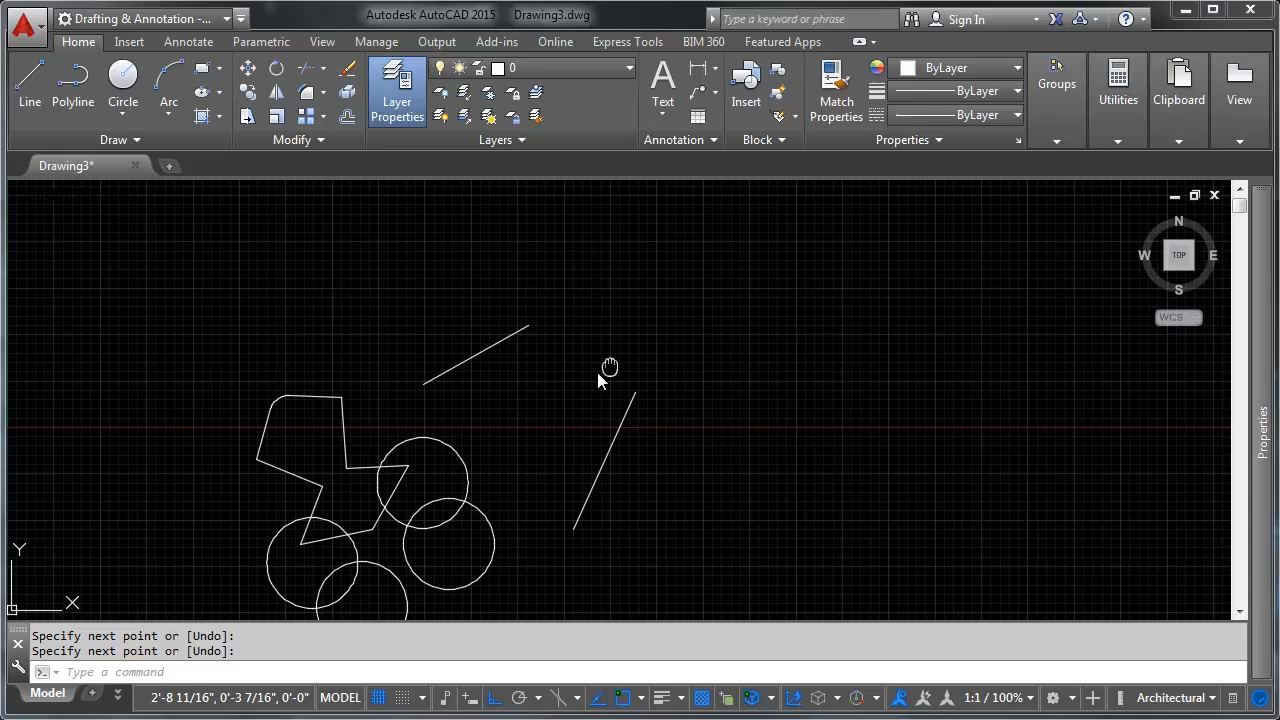 Drafting & Annotation -...
Autodesk AutoCAD 2015 Drawing3.dwg
Type a keyword or phrase
Sign In
Home Insert Annotate Parametric View Manage Output Add-ins Online Express Tools BIM 360 Featured Apps
0
ByLayer
ByLayer
ByLayer
Line Polyline Circle Arc
Layer Properties
Text
Insert
Match Properties
Groups
Utilities
Clipboard
View
Draw
Modify
Layers
Annotation
Block
Properties
Drawing3*
N
W TOP E
S
WCS
Properties
Y
X
Specify next point or [Undo]:
Specify next point or [Undo]:
Type a command
Model
2'-8 11/16", 0'-3 7/16", 0'-0" MODEL
1:1 / 100%
Architectural